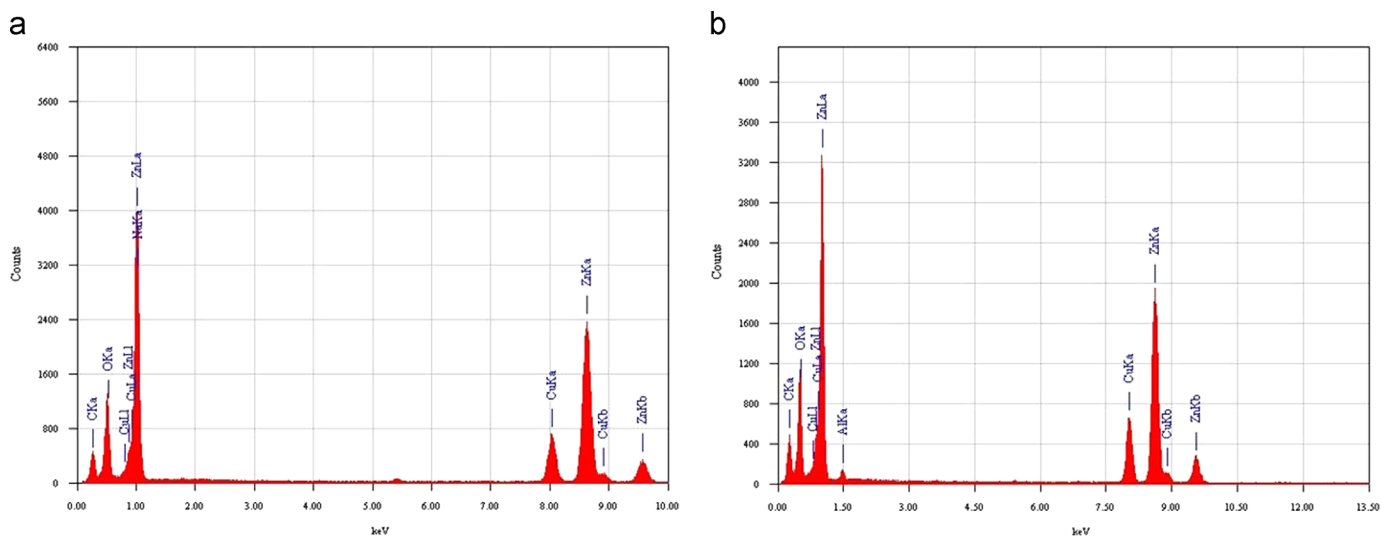 a
b
6400
5600
4800
4000
3200
2400
1600
800
0
Counts
CKa
OKa
CuLl
CuLa
ZnLl
NaKa
ZnLa
CuKa
ZnKa
CuKb
ZnKb
0.00 1.00 2.00 3.00 4.00 5.00 6.00 7.00 8.00 9.00 10.00
keV
4000
3600
3200
2800
2400
2000
1600
1200
800
400
0
Counts
CKa
OKa
CuLl
CuLa
ZnLl
ZnLa
AlKa
CuKa
ZnKa
CuKb
ZnKb
0.00 1.50 3.00 4.50 6.00 7.50 9.00 10.50 12.00 13.50
keV